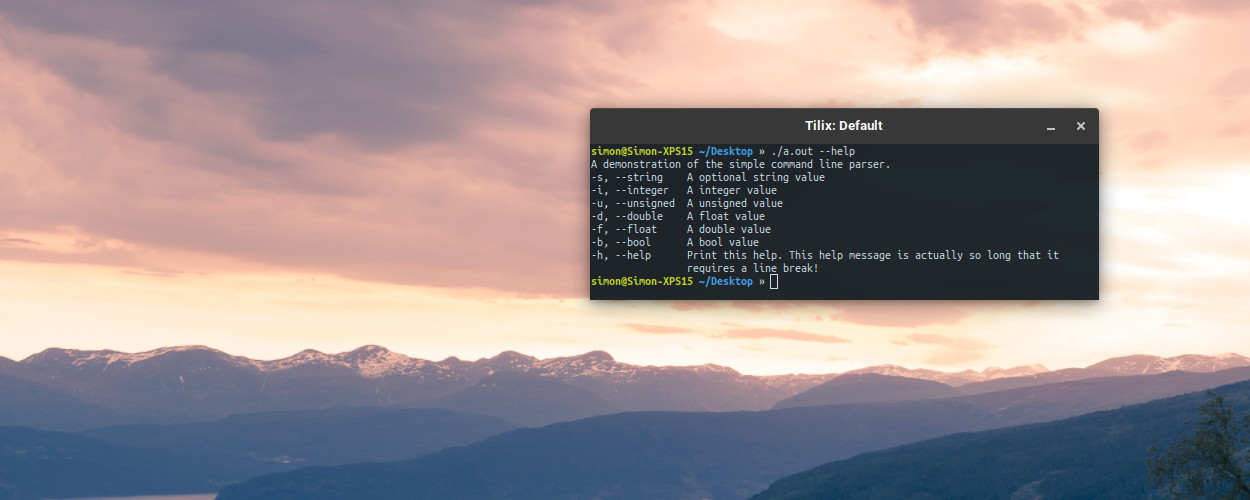 Tilix: Default
simon@Simon-XPS15 ~/Desktop » ./a.out --help
A demonstration of the simple command line parser.
-s, --string    A optional string value
-i, --integer   A integer value
-u, --unsigned  A unsigned value
-d, --double    A float value
-f, --float     A double value
-b, --bool      A bool value
-h, --help      Print this help. This help message is actually so long that it
                requires a line break!
simon@Simon-XPS15 ~/Desktop »